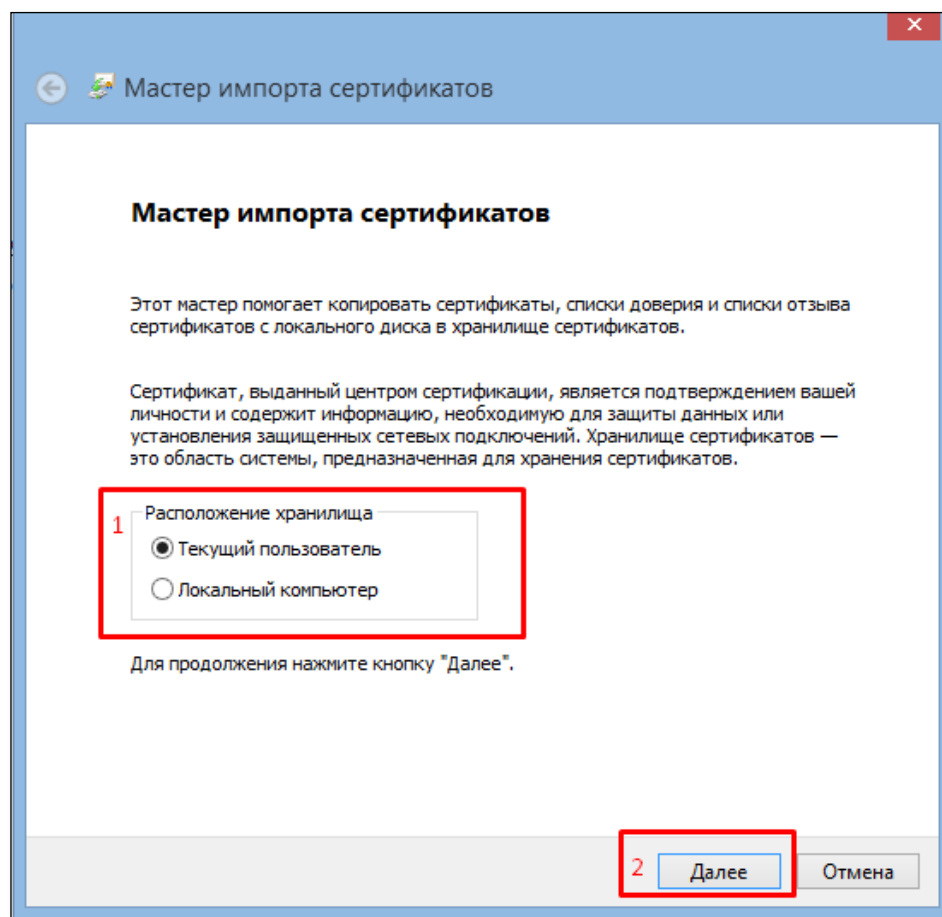 Мастер импорта сертификатов
Мастер импорта сертификатов
Этот мастер помогает копировать сертификаты, списки доверия и списки отзыва
сертификатов с локального диска в хранилище сертификатов.
Сертификат, выданный центром сертификации, является подтверждением вашей
личности и содержит информацию, необходимую для защиты данных или
установления защищенных сетевых подключений. Хранилище сертификатов —
это область системы, предназначенная для хранения сертификатов.
1 Расположение хранилища
Текущий пользователь
Локальный компьютер
Для продолжения нажмите кнопку "Далее".
2 Далее Отмена